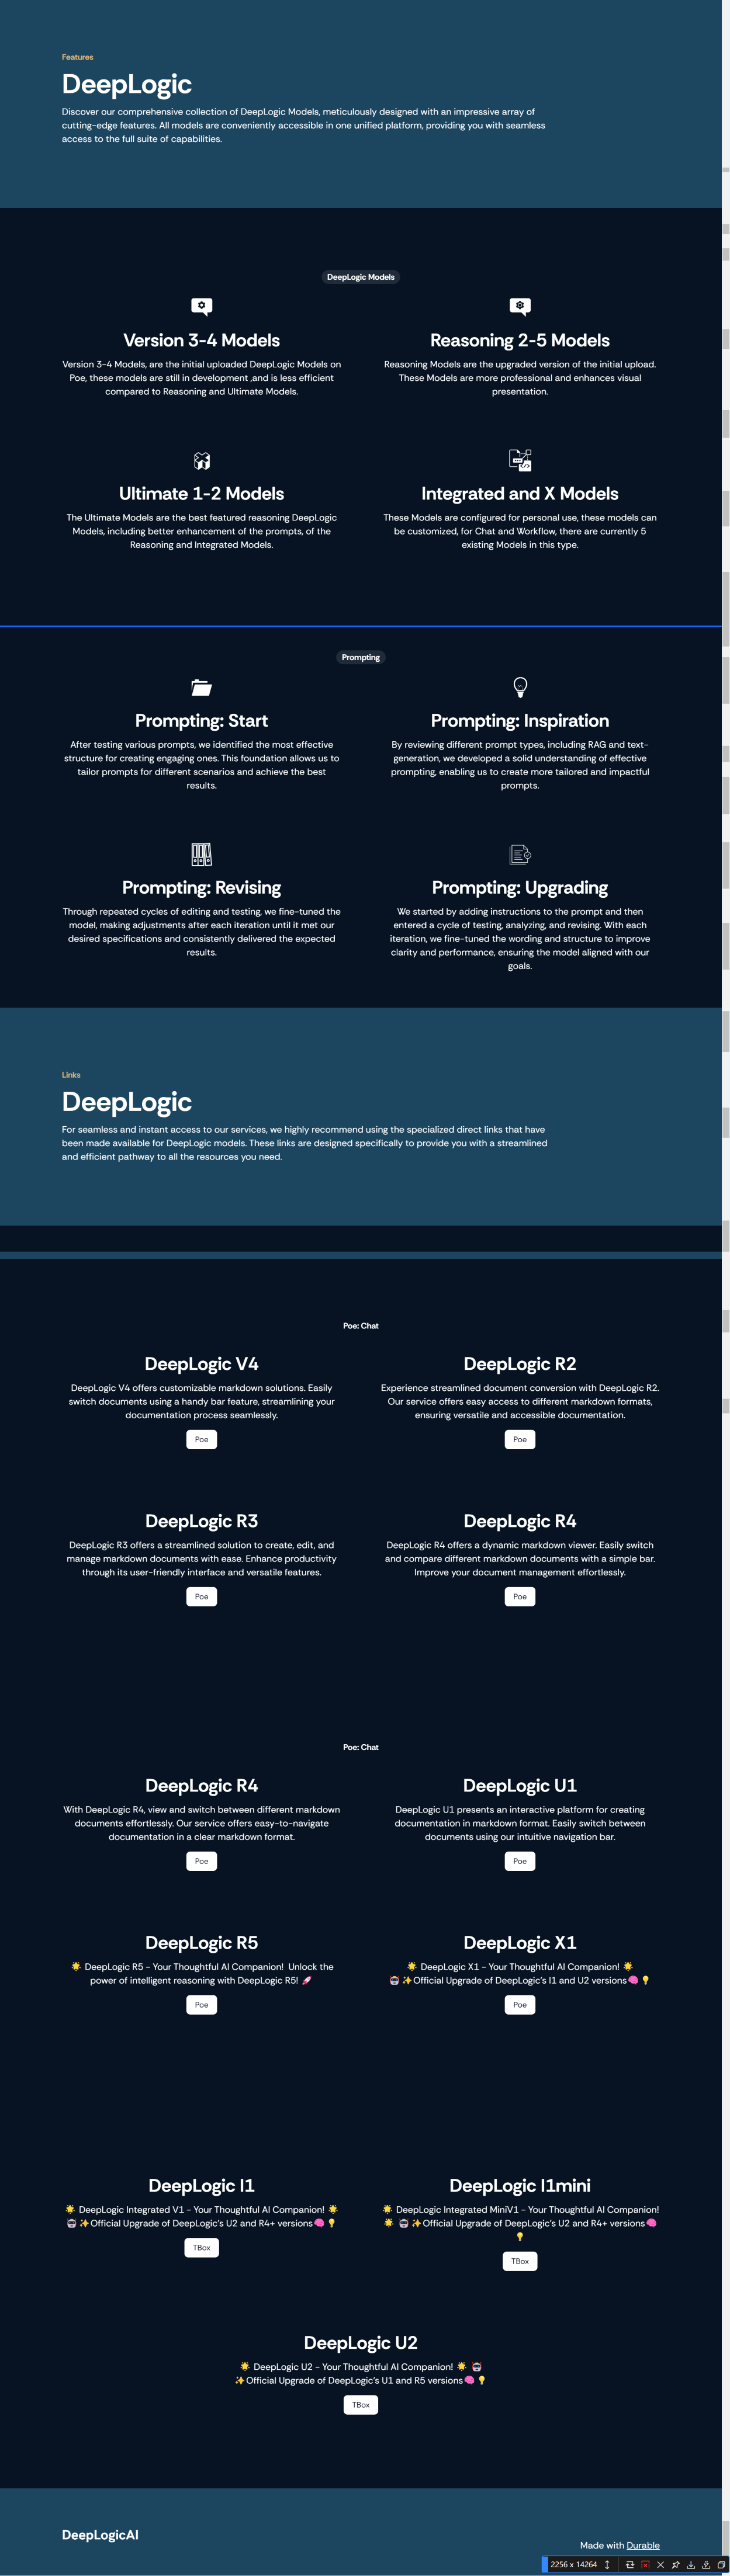 Features
DeepLogic
Discover our comprehensive collection of DeepLogic Models, meticulously designed with an impressive array of
cutting-edge features. All models are conveniently accessible in one unified platform, providing you with seamless
access to the full suite of capabilities.
DeepLogic Models
Version 3-4 Models
Version 3-4 Models, are the initial uploaded DeepLogic Models on
Poe, these models are still in development ,and is less efficient
compared to Reasoning and Ultimate Models.
Reasoning 2-5 Models
Reasoning Models are the upgraded version of the initial upload.
These Models are more professional and enhances visual
presentation.
Ultimate 1-2 Models
The Ultimate Models are the best featured reasoning DeepLogic
Models, including better enhancement of the prompts, of the
Reasoning and Integrated Models.
Integrated and X Models
These Models are configured for personal use, these models can
be customized, for Chat and Workflow, there are currently 5
existing Models in this type.
Prompting
Prompting: Start
After testing various prompts, we identified the most effective
structure for creating engaging ones. This foundation allows us to
tailor prompts for different scenarios and achieve the best
results.
Prompting: Inspiration
By reviewing different prompt types, including RAG and text-
generation, we developed a solid understanding of effective
prompting, enabling us to create more tailored and impactful
prompts.
Prompting: Revising
Through repeated cycles of editing and testing, we fine-tuned the
model, making adjustments after each iteration until it met our
desired specifications and consistently delivered the expected
results.
Prompting: Upgrading
We started by adding instructions to the prompt and then
entered a cycle of testing, analyzing, and revising. With each
iteration, we fine-tuned the wording and structure to improve
clarity and performance, ensuring the model aligned with our
goals.
Links
DeepLogic
For seamless and instant access to our services, we highly recommend using the specialized direct links that have
been made available for DeepLogic models. These links are designed specifically to provide you with a streamlined
and efficient pathway to all the resources you need.
Poe: Chat
DeepLogic V4
DeepLogic V4 offers customizable markdown solutions. Easily
switch documents using a handy bar feature, streamlining your
documentation process seamlessly.
Poe
DeepLogic R2
Experience streamlined document conversion with DeepLogic R2.
Our service offers easy access to different markdown formats,
ensuring versatile and accessible documentation.
Poe
DeepLogic R3
DeepLogic R3 offers a streamlined solution to create, edit, and
manage markdown documents with ease. Enhance productivity
through its user-friendly interface and versatile features.
Poe
DeepLogic R4
DeepLogic R4 offers a dynamic markdown viewer. Easily switch
and compare different markdown documents with a simple bar.
Improve your document management effortlessly.
Poe
Poe: Chat
DeepLogic R4
With DeepLogic R4, view and switch between different markdown
documents effortlessly. Our service offers easy-to-navigate
documentation in a clear markdown format.
Poe
DeepLogic U1
DeepLogic U1 presents an interactive platform for creating
documentation in markdown format. Easily switch between
documents using our intuitive navigation bar.
Poe
DeepLogic R5
🌟 DeepLogic R5 - Your Thoughtful AI Companion! Unlock the
power of intelligent reasoning with DeepLogic R5! 🚀
Poe
DeepLogic X1
🌟 DeepLogic X1 - Your Thoughtful AI Companion! 🌟
🤖✨Official Upgrade of DeepLogic's I1 and U2 versions🧠💡
Poe
DeepLogic I1
🌟 DeepLogic Integrated V1 - Your Thoughtful AI Companion! 🌟
🤖✨Official Upgrade of DeepLogic's U2 and R4+ versions🧠💡
TBox
DeepLogic I1mini
🌟 DeepLogic Integrated MiniV1 - Your Thoughtful AI Companion!
🌟 🤖✨Official Upgrade of DeepLogic's U2 and R4+ versions🧠
💡
TBox
DeepLogic U2
🌟 DeepLogic U2 - Your Thoughtful AI Companion! 🌟 🤖
✨Official Upgrade of DeepLogic's U1 and R5 versions🧠💡
TBox
DeepLogicAI
Made with Durable
2256 x 14264